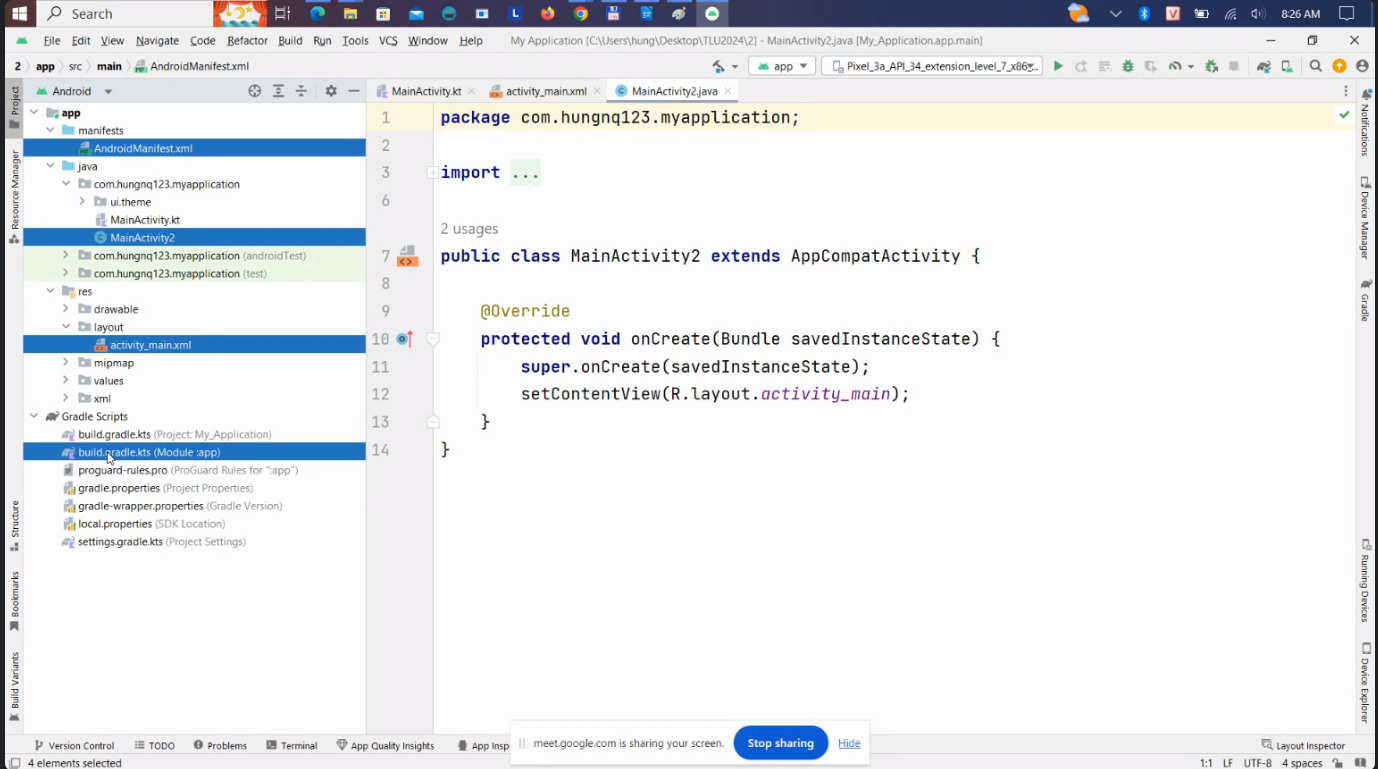 Search
L
V
8:26 AM
File Edit View Navigate Code Refactor Build Run Tools VCS Window Help My Application [C:\Users\hung\Desktop\TLU2024\2] - MainActivity2.java [My_Application.app.main]
2 app src main AndroidManifest.xml
app
Pixel_3a_API_34_extension_level_7_x86
Android
MainActivity.kt activity_main.xml MainActivity2.java
Project
Resource Manager
Structure
Bookmarks
Build Variants
app
manifests
AndroidManifest.xml
java
com.hungnq123.myapplication
ui.theme
MainActivity.kt
MainActivity2
com.hungnq123.myapplication (androidTest)
com.hungnq123.myapplication (test)
res
drawable
layout
activity_main.xml
mipmap
values
xml
Gradle Scripts
build.gradle.kts (Project: My_Application)
build.gradle.kts (Module :app)
proguard-rules.pro (ProGuard Rules for ":app")
gradle.properties (Project Properties)
gradle-wrapper.properties (Gradle Version)
local.properties (SDK Location)
settings.gradle.kts (Project Settings)
1 package com.hungnq123.myapplication;
2
3 import ...
6
2 usages
7 public class MainActivity2 extends AppCompatActivity {
8
9 @Override
10 protected void onCreate(Bundle savedInstanceState) {
11 super.onCreate(savedInstanceState);
12 setContentView(R.layout.activity_main);
13 }
14 }
Notifications
Device Manager
Gradle
Running Devices
Device Explorer
meet.google.com is sharing your screen. Stop sharing Hide
Version Control TODO Problems Terminal App Quality Insights App Insp Layout Inspector
4 elements selected 1:1 LF UTF-8 4 spaces